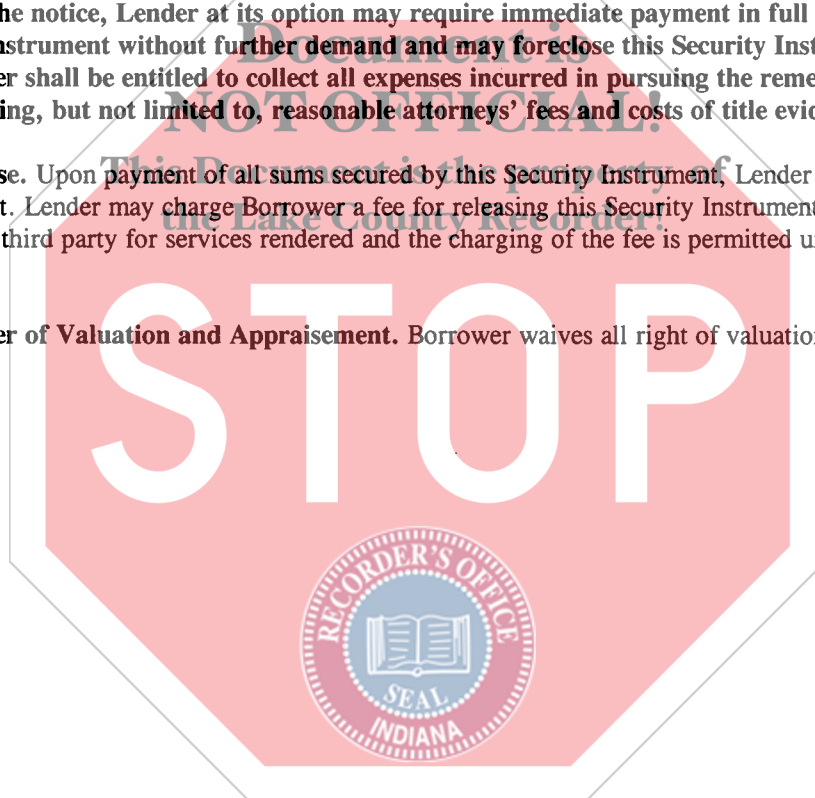 he notice, Lender at its option may require immediate payment in full
Document is
nstrument without further demand and may foreclose this Security Inst
er shall be entitled to collect all expenses incurred in pursuing the reme
NOT OFFICIAL!
ing, but not limited to, reasonable attorneys' fees and costs of title evid
This Document is the property of
se. Upon payment of all sums secured by this Security Instrument, Lender
the Lake County Recorder!
t. Lender may charge Borrower a fee for releasing this Security Instrument
third party for services rendered and the charging of the fee is permitted u
er of Valuation and Appraisement. Borrower waives all right of valuation
STOP
RECORDER'S OFFICE
SEAL
INDIANA